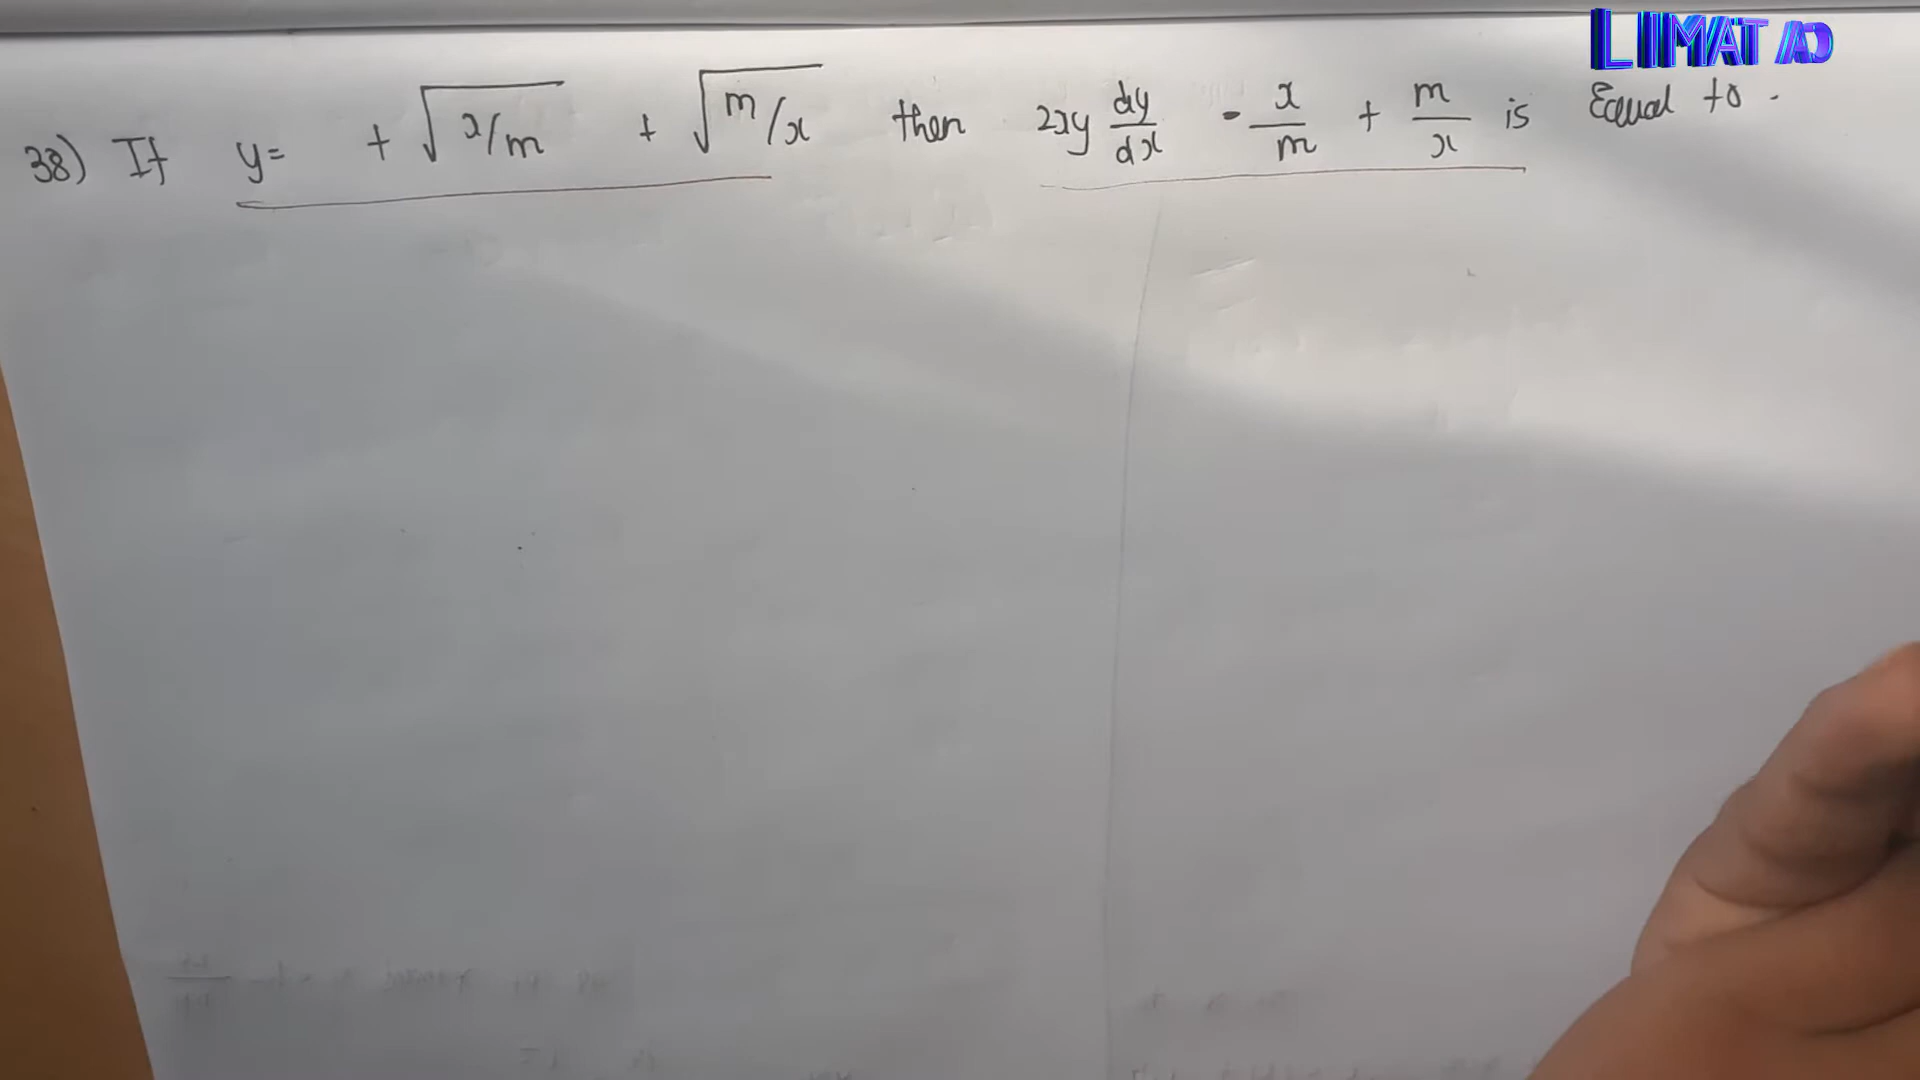 LIMAT AD
38) If y = + √x/m + √m/x then 2xy dy/dx - x/m + m/x is Equal to .